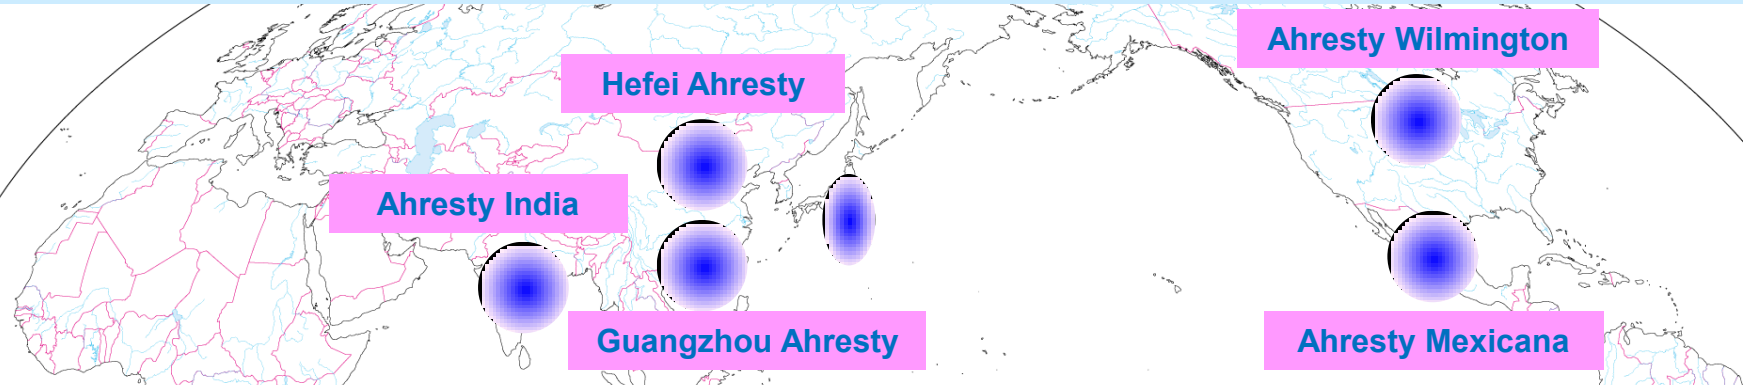 Ahresty Wilmington
Hefei Ahresty
Ahresty India
Guangzhou Ahresty
Ahresty Mexicana